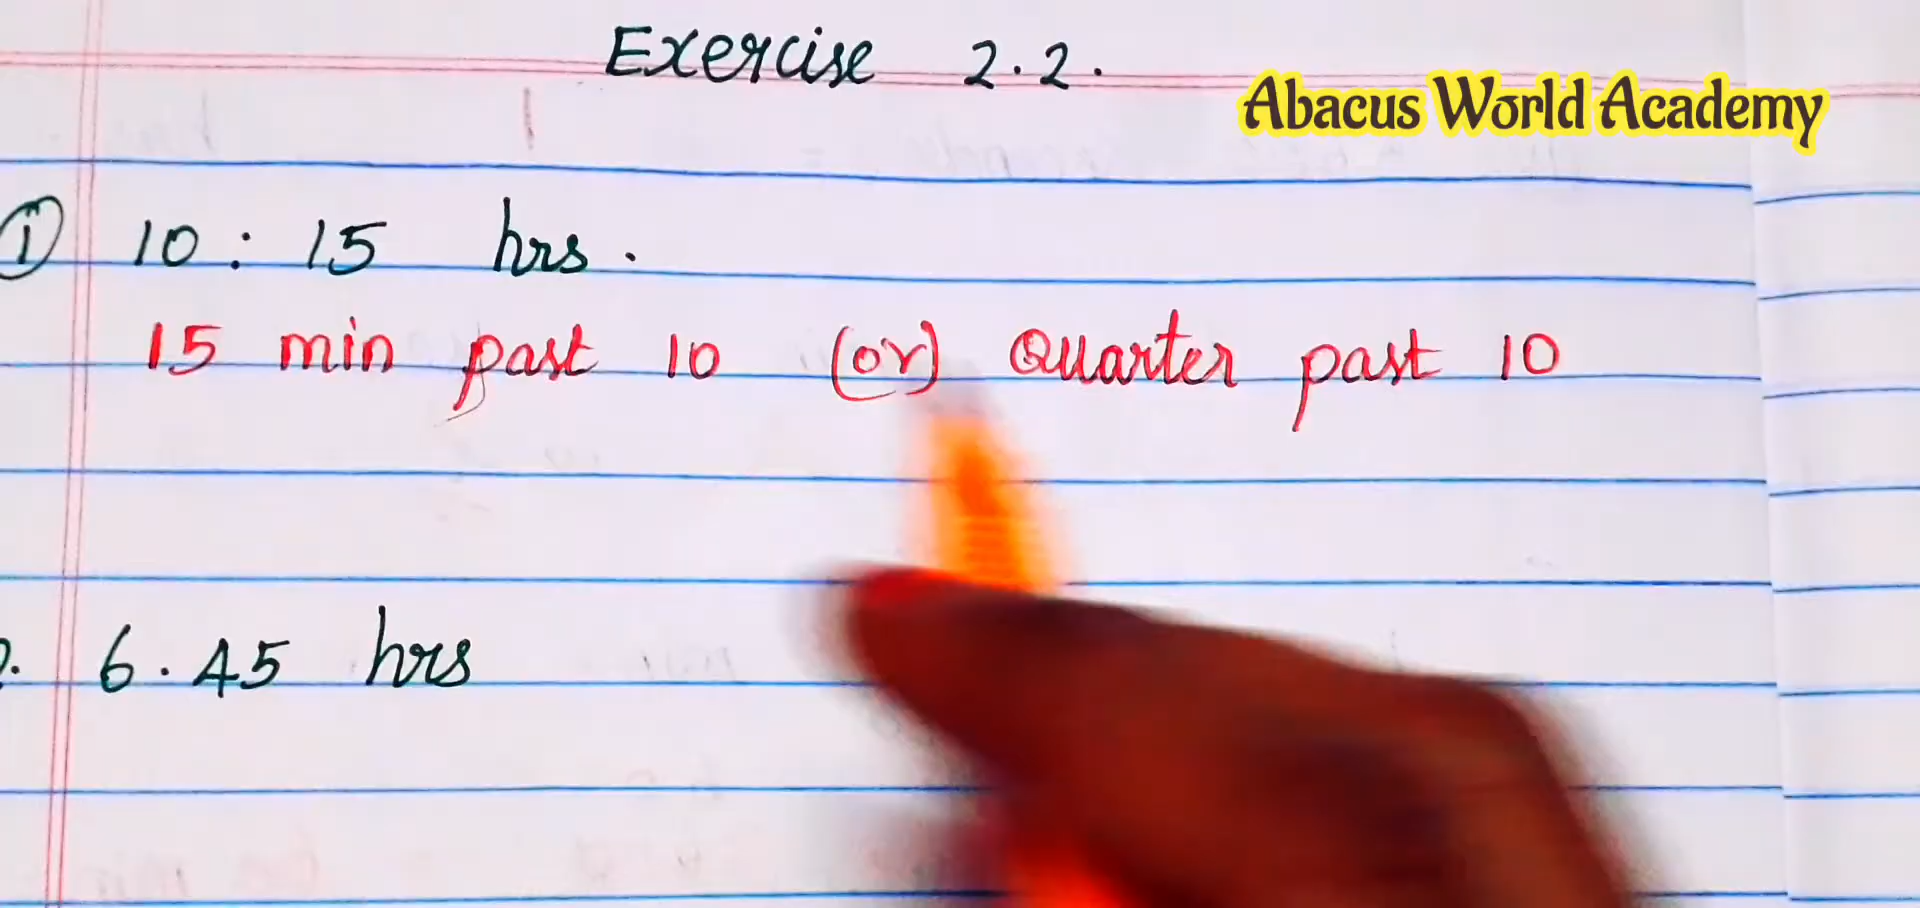 Exercise 2.2.
Abacus World Academy
① 10 : 15 hrs.
15 min past 10 (or) Quarter past 10
6.45 hrs